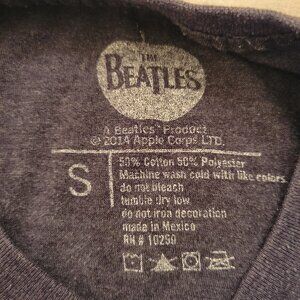 THE
BEATLES
A Beatles™ Product
© 2014 Apple Corps LTD.
S
50% Cotton 50% Polyester
Machine wash cold with like colors
do not bleach
tumble dry low
do not iron decoration
made in Mexico
RN # 10250